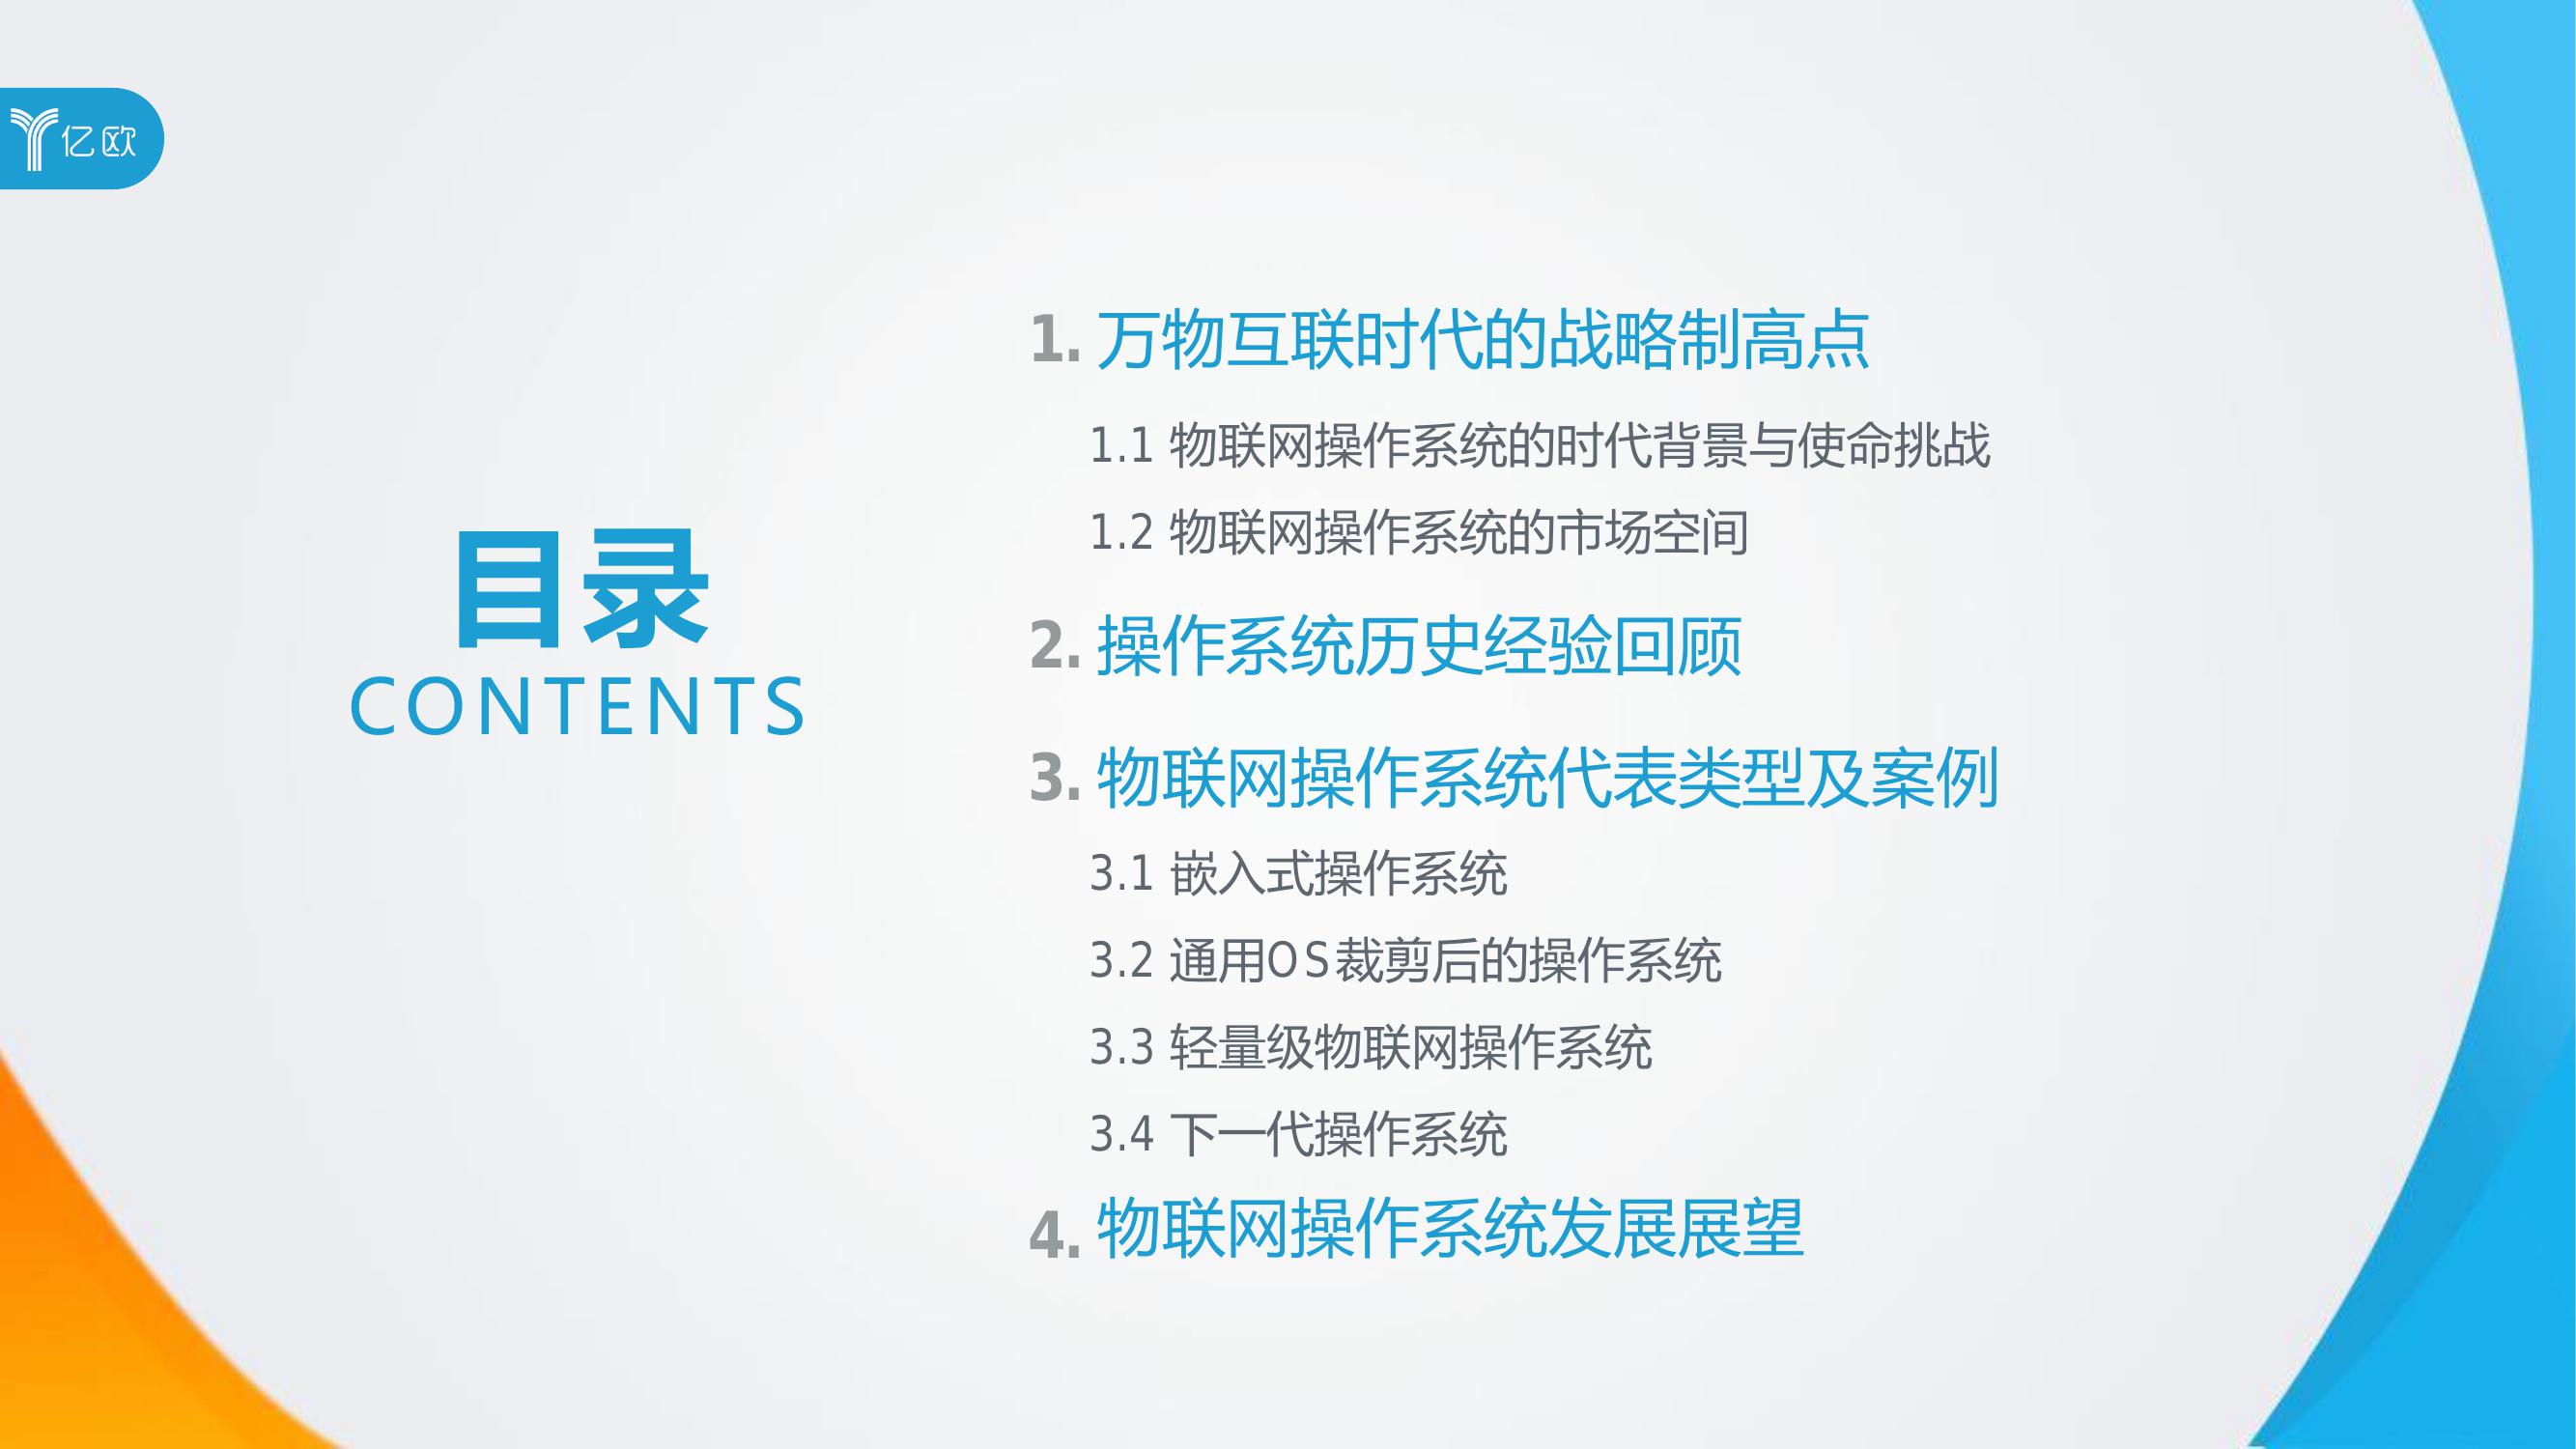 亿欧
目录
CONTENTS
1. 万物互联时代的战略制高点
1.1 物联网操作系统的时代背景与使命挑战
1.2 物联网操作系统的市场空间
2. 操作系统历史经验回顾
3. 物联网操作系统代表类型及案例
3.1 嵌入式操作系统
3.2 通用OS裁剪后的操作系统
3.3 轻量级物联网操作系统
3.4 下一代操作系统
4. 物联网操作系统发展展望